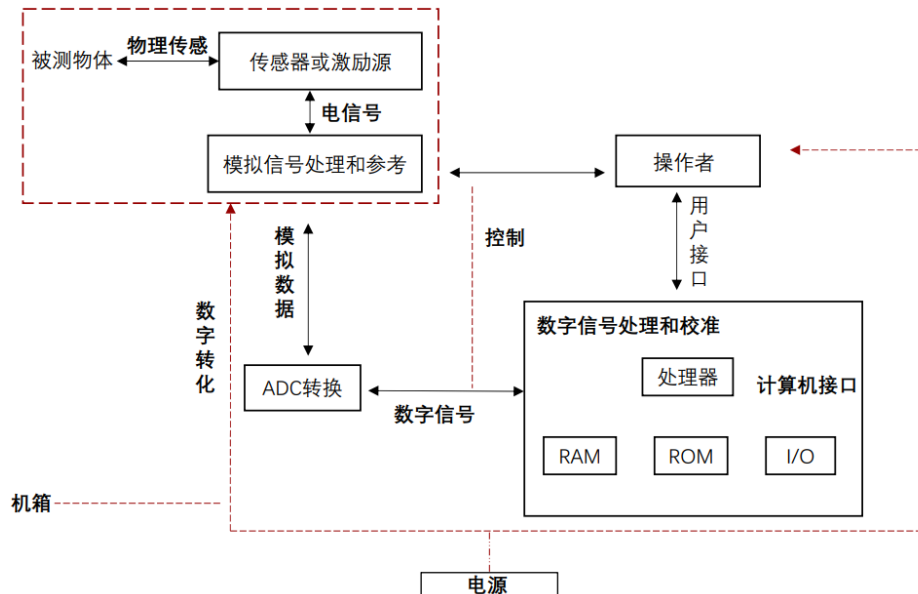 物理传感
被测物体
传感器或激励源
电信号
模拟信号处理和参考
操作者
用户接口
模拟数据
控制
数字转化
数字信号处理和校准
处理器
计算机接口
ADC转换
数字信号
RAM
ROM
I/O
机箱
电源